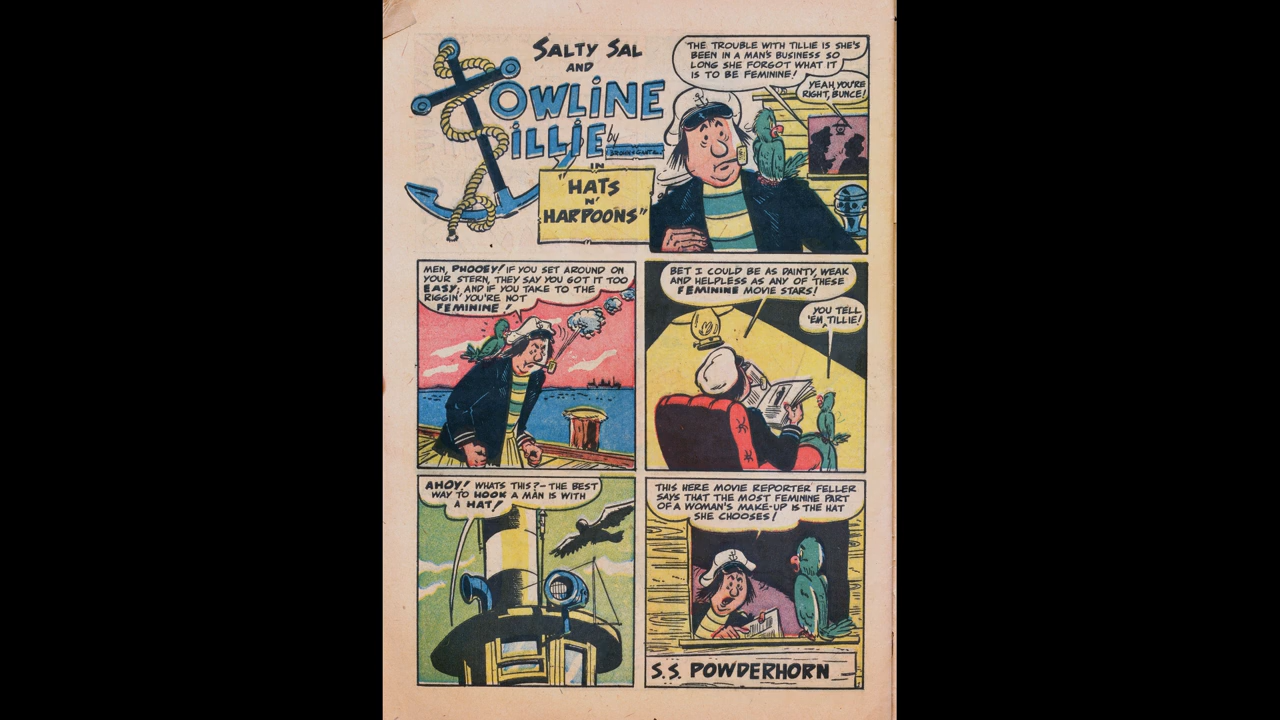 SALTY SAL
AND
OWLINE
ILLIE by
BROWN & GANTZ
IN
"HATS
N'
HARPOONS"
THE TROUBLE WITH TILLIE IS SHE'S
BEEN IN A MAN'S BUSINESS SO
LONG SHE FORGOT WHAT IT
IS TO BE FEMININE!
YEAH, YOU'RE
RIGHT, BUNCE!
MEN, PHOOEY! IF YOU SET AROUND ON
YOUR STERN, THEY SAY YOU GOT IT TOO
EASY; AND IF YOU TAKE TO THE
RIGGIN' YOU'RE NOT
FEMININE!
BET I COULD BE AS DAINTY, WEAK
AND HELPLESS AS ANY OF THESE
FEMININE MOVIE STARS!
YOU TELL
'EM, TILLIE!
AHOY! WHATS THIS?- THE BEST
WAY TO HOOK A MAN IS WITH
A HAT!
THIS HERE MOVIE REPORTER FELLER
SAYS THAT THE MOST FEMININE PART
OF A WOMAN'S MAKE-UP IS THE HAT
SHE CHOOSES!
S.S. POWDERHORN